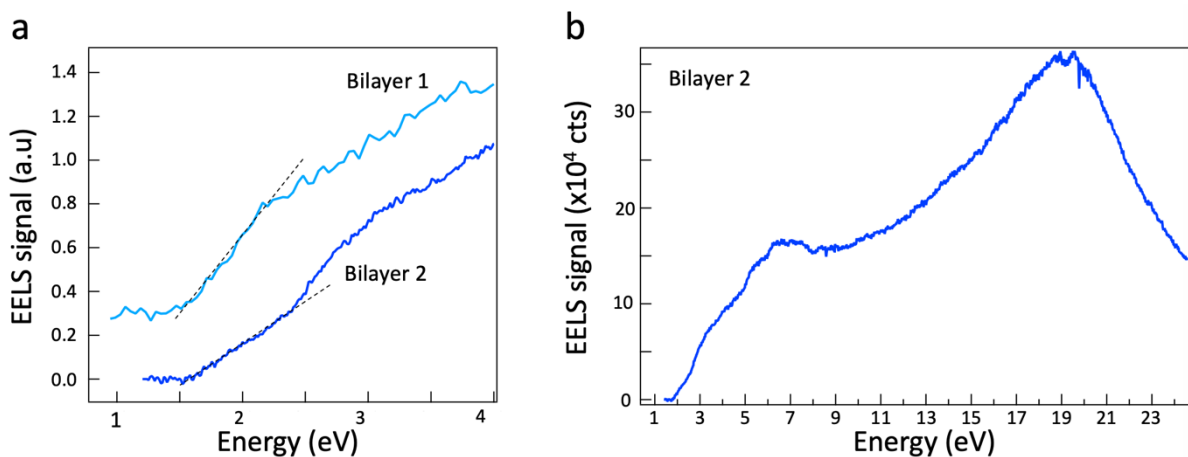 a
EELS signal (a.u)
1.4
1.2
1.0
0.8
0.6
0.4
0.2
0.0
Bilayer 1
Bilayer 2
1 2 3 4
Energy (eV)
b
EELS signal (x10⁴ cts)
30
20
10
0
Bilayer 2
1 3 5 7 9 11 13 15 17 19 21 23
Energy (eV)